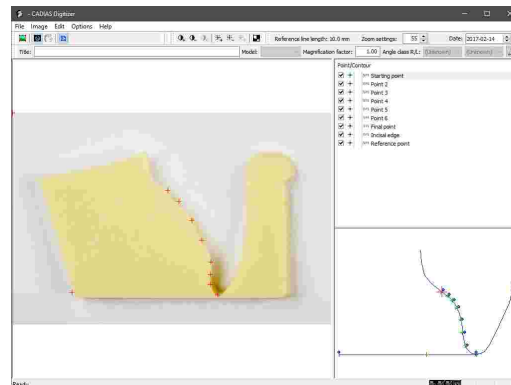 - CADIAS Digitizer
File Image Edit Options Help
Reference line length: 10.0 mm Zoom settings: 55 Date: 2017-02-14
Title: Model: Magnification factor: 1.00 Angle class R/L: (Unknown) (Unknown)
Point/Contour
Starting point
Point 2
Point 3
Point 4
Point 5
Point 6
Final point
Incisal edge
Reference point
Ready